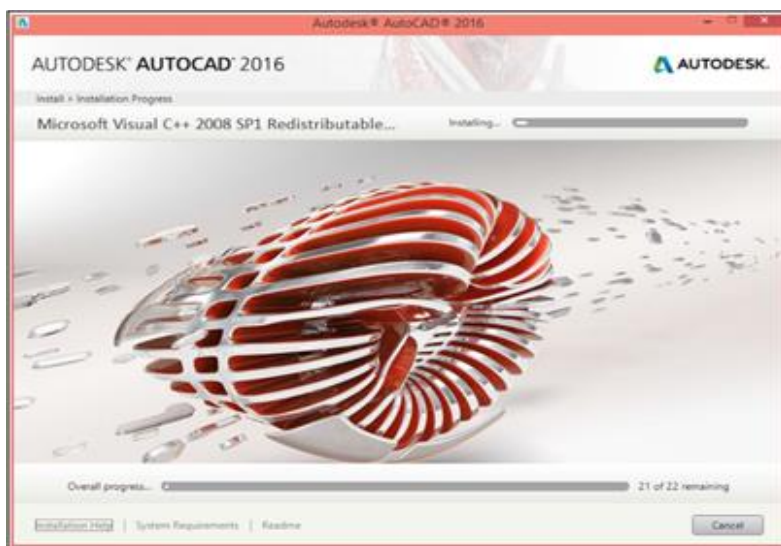 Autodesk® AutoCAD® 2016
AUTODESK® AUTOCAD® 2016
AUTODESK.
Install > Installation Progress
Microsoft Visual C++ 2008 SP1 Redistributable...
Installing...
Overall progress...
21 of 22 remaining
Installation Help | System Requirements | Readme
Cancel